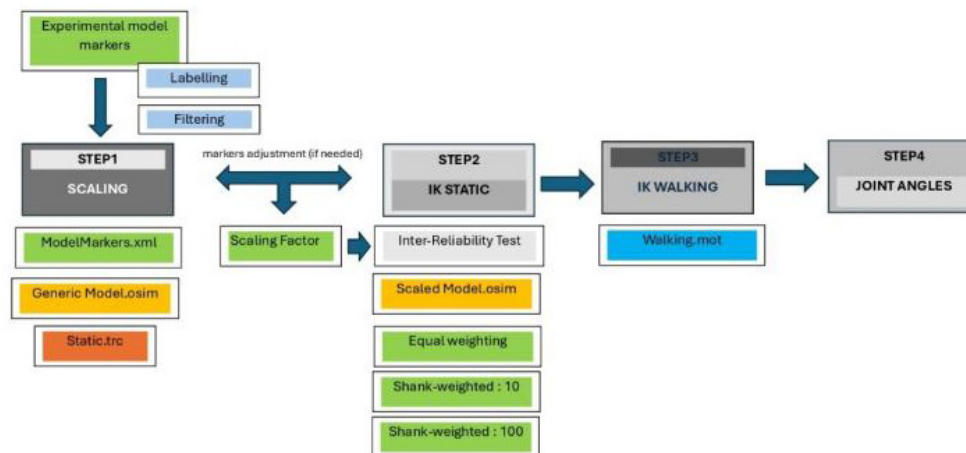 Experimental model
markers
Labelling
Filtering
STEP1
SCALING
markers adjustment (if needed)
STEP2
IK STATIC
STEP3
IK WALKING
STEP4
JOINT ANGLES
ModelMarkers.xml
Generic Model.osim
Static.trc
Scaling Factor
Inter-Reliability Test
Scaled Model.osim
Equal weighting
Shank-weighted : 10
Shank-weighted : 100
Walking.mot